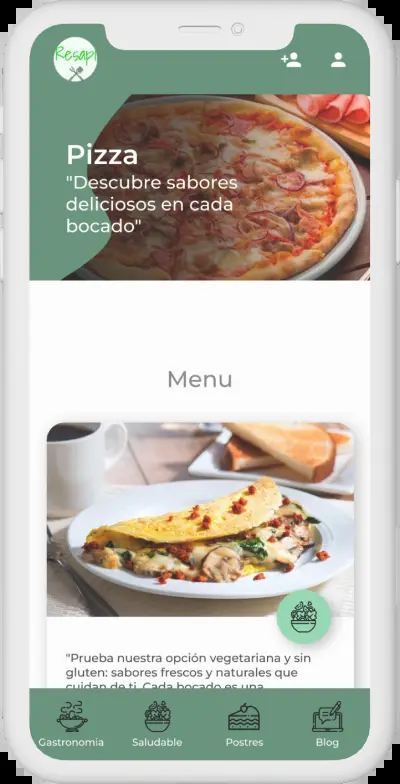 Resapi
Pizza
"Descubre sabores
deliciosos en cada
bocado"
Menu
"Prueba nuestra opción vegetariana y sin
gluten: sabores frescos y naturales que
cuidan de ti. Cada bocado es una
Gastronomia
Saludable
Postres
Blog